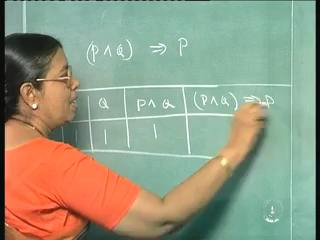 (P ∧ Q) ⇒ P
Q P ∧ Q (P ∧ Q) ⇒ P
1 1